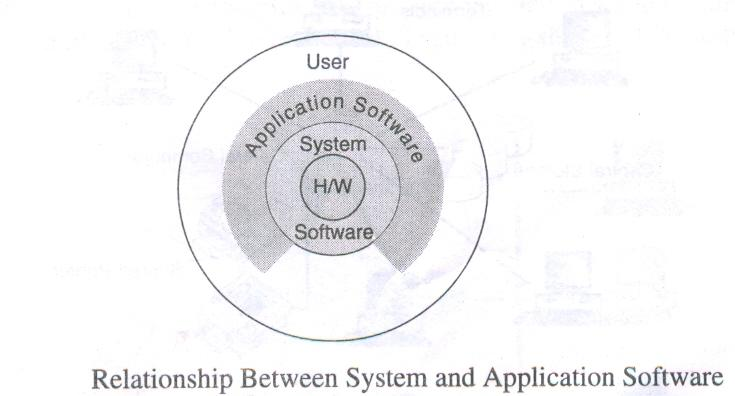 User
Application Software
System
H/W
Software
Relationship Between System and Application Software